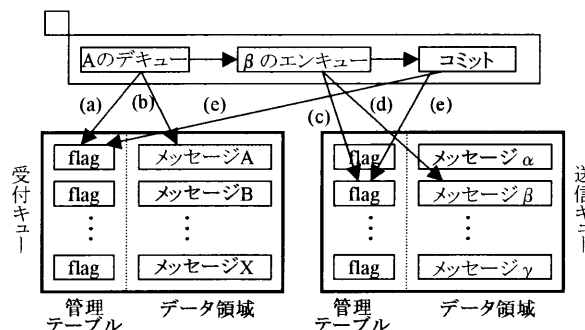 Aのデキュー
βのエンキュー
コミット
(a)
(b)
(e)
(c)
(d)
(e)
受付キュー
flag
メッセージA
flag
メッセージB
flag
メッセージX
管理
テーブル
データ領域
flag
メッセージα
flag
メッセージβ
flag
メッセージγ
管理
テーブル
データ領域
送信キュー